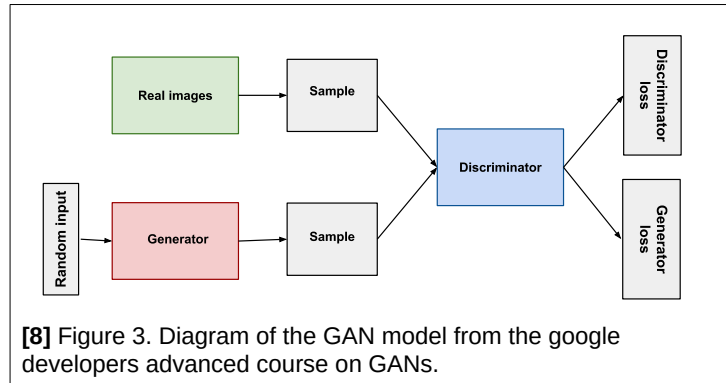 Real images
Sample
Discriminator
loss
Discriminator
Random input
Generator
Sample
Generator
loss
[8] Figure 3. Diagram of the GAN model from the google
developers advanced course on GANs.